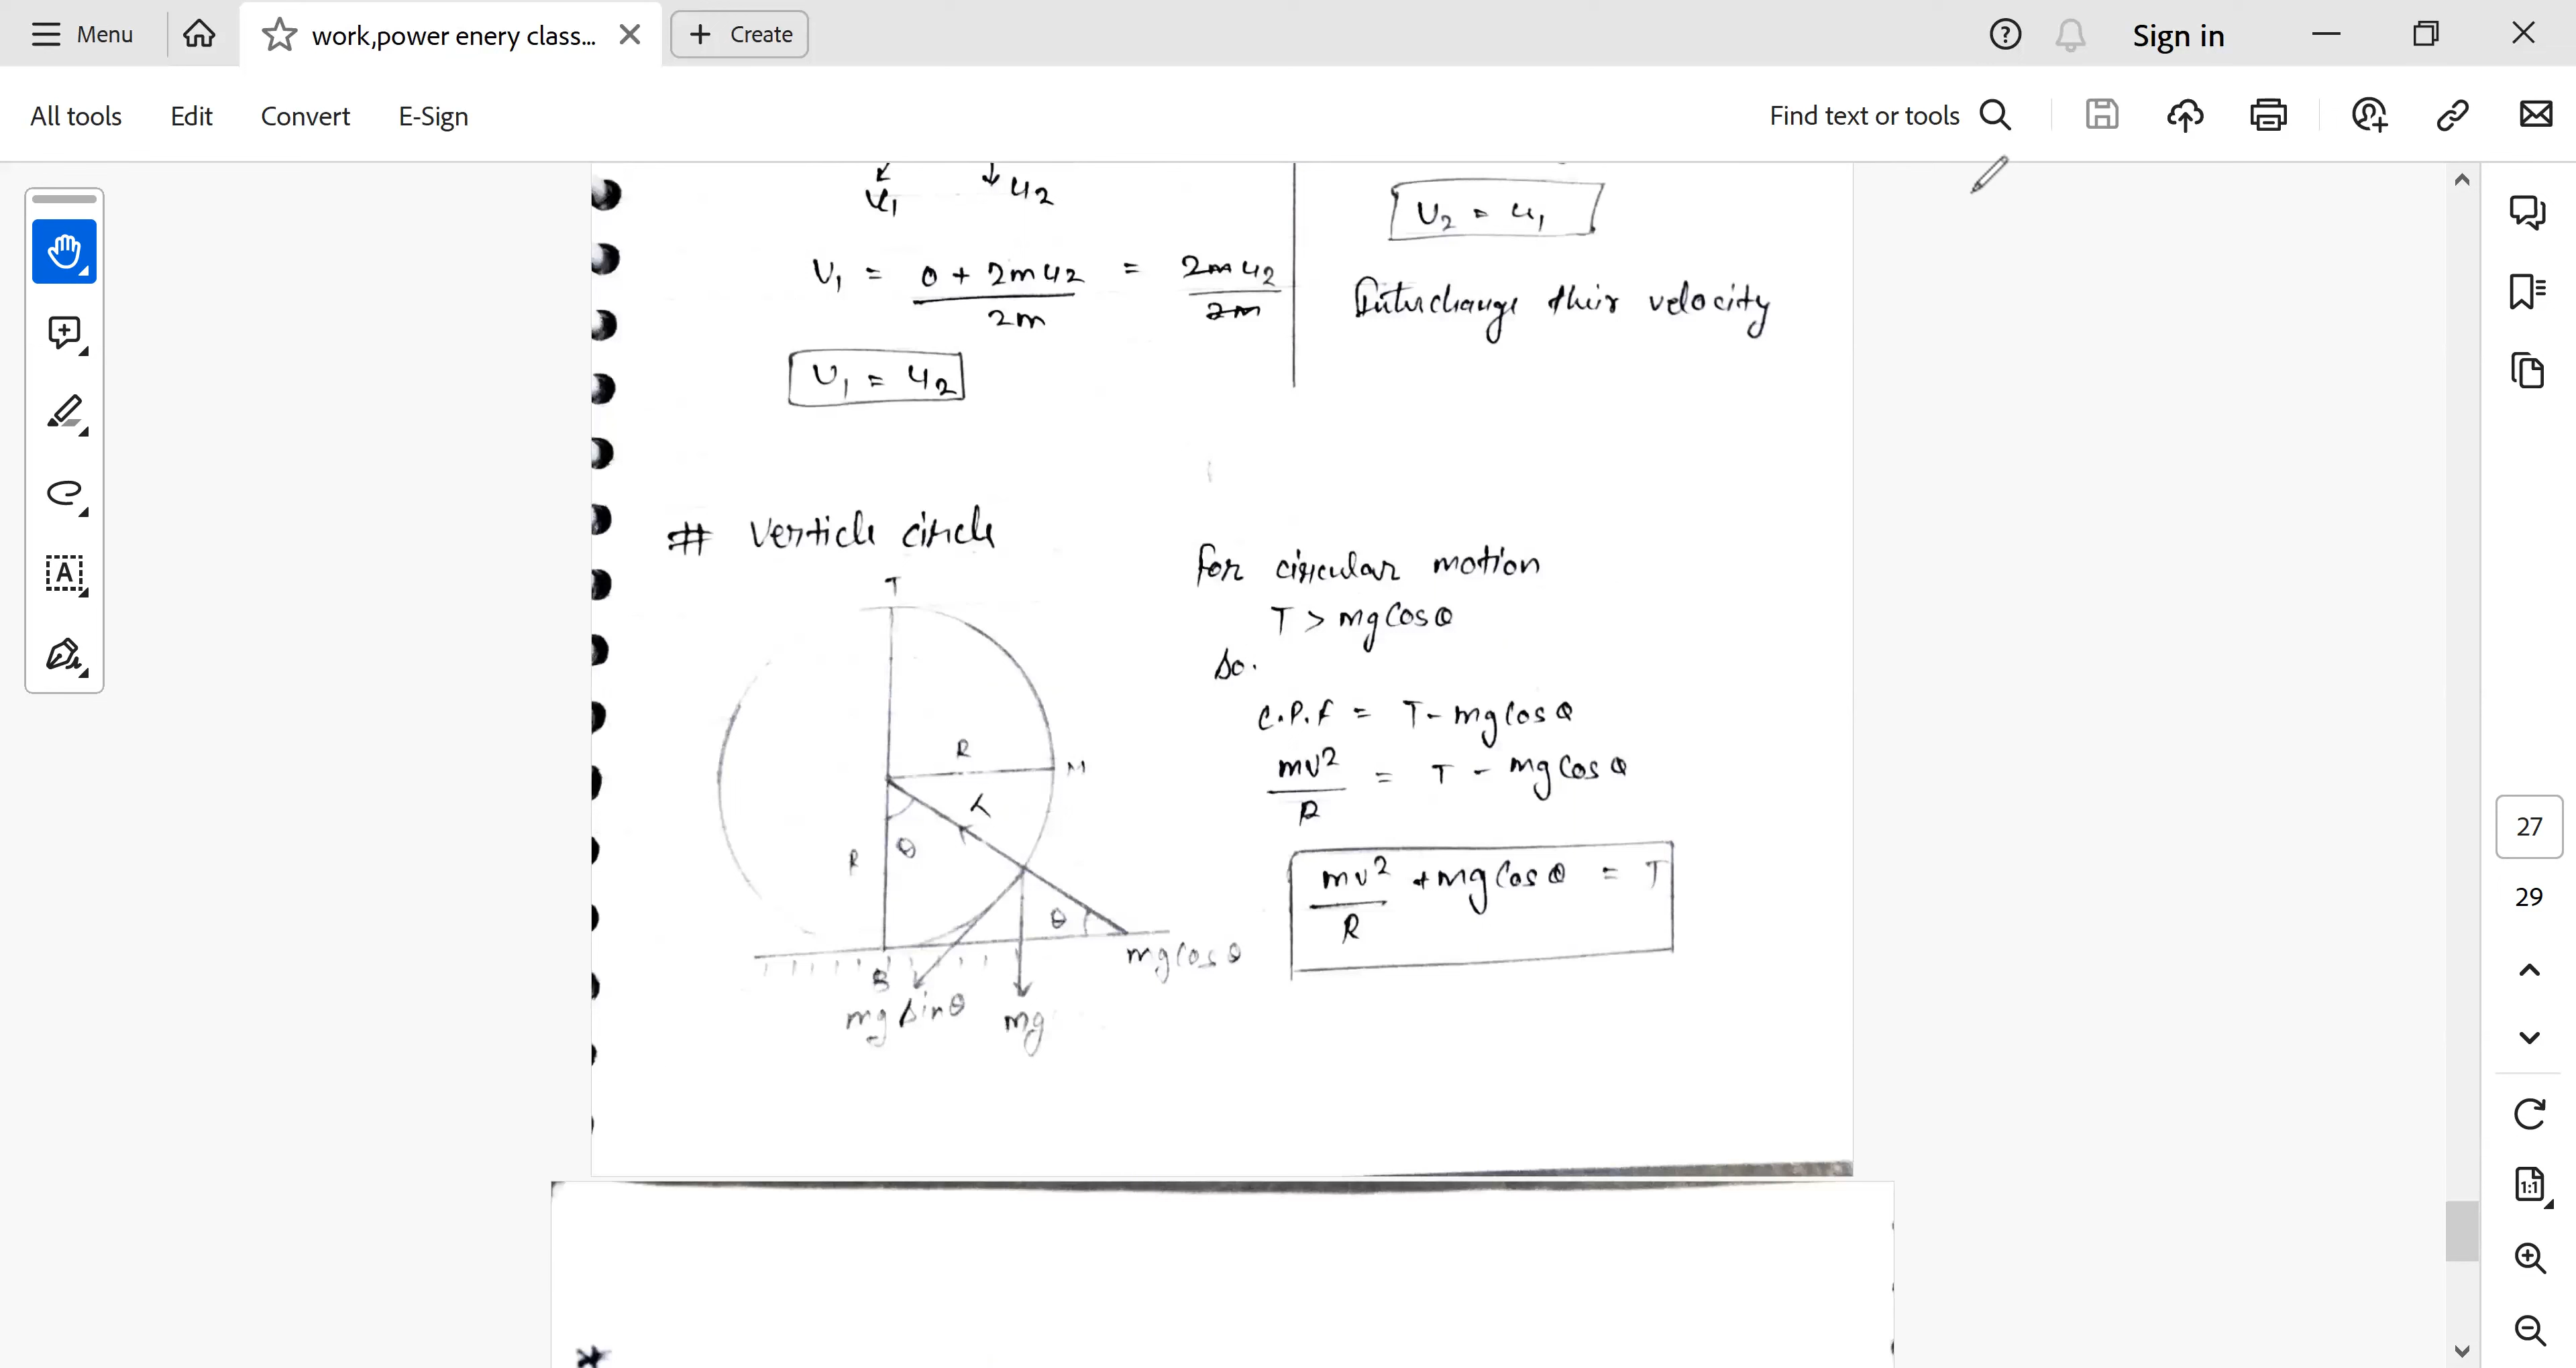 Menu
work,power enery class...
Create
Sign in
All tools
Edit
Convert
E-Sign
Find text or tools
u2
V1 = 0 + 2mu2 / 2m = 2mu2 / 2m
V1 = u2
V2 = u1
Interchange their velocity
# Verticle circle
T
R
M
R
θ
θ
B
mg sinθ
mg
mg cosθ
for circular motion
T > mg cosθ
so.
C.P.F = T - mg cosθ
mv² / R = T - mg cosθ
mv² / R + mg cosθ = T
27
29
1:1
*